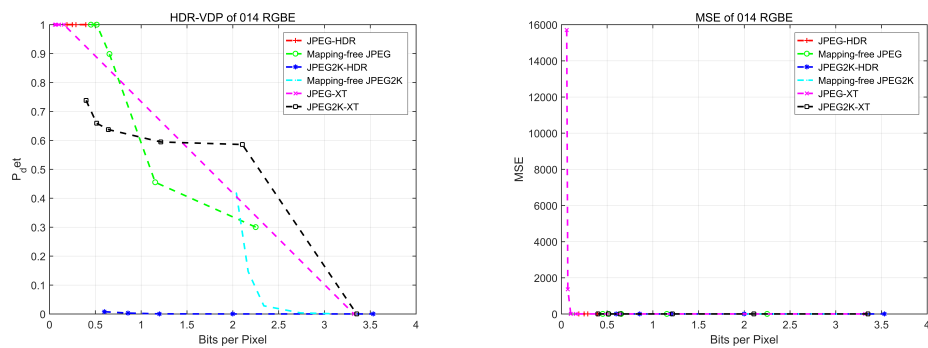 HDR-VDP of 014 RGBE
1
0.9
0.8
0.7
0.6
0.5
0.4
0.3
0.2
0.1
0
P_det
0 0.5 1 1.5 2 2.5 3 3.5 4
Bits per Pixel
JPEG-HDR
Mapping-free JPEG
JPEG2K-HDR
Mapping-free JPEG2K
JPEG-XT
JPEG2K-XT
MSE of 014 RGBE
16000
14000
12000
10000
8000
6000
4000
2000
0
MSE
0 0.5 1 1.5 2 2.5 3 3.5 4
Bits per Pixel
JPEG-HDR
Mapping-free JPEG
JPEG2K-HDR
Mapping-free JPEG2K
JPEG-XT
JPEG2K-XT